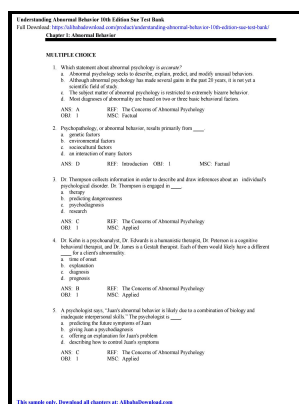 Understanding Abnormal Behavior 10th Edition Sue Test Bank
Full Download: https://alibabadownload.com/product/understanding-abnormal-behavior-10th-edition-sue-test-bank/
Chapter 1: Abnormal Behavior
MULTIPLE CHOICE
1. Which statement about abnormal psychology is accurate?
a. Abnormal psychology seeks to describe, explain, predict, and modify unusual behaviors.
b. Although abnormal psychology has made several gains in the past 20 years, it is not yet a
scientific field of study.
c. The subject matter of abnormal psychology is restricted to extremely bizarre behavior.
d. Most diagnoses of abnormality are based on two or three basic behavioral factors.
ANS: A REF: The Concerns of Abnormal Psychology
OBJ: 1 MSC: Factual
2. Psychopathology, or abnormal behavior, results primarily from ____.
a. genetic factors
b. environmental factors
c. sociocultural factors
d. an interaction of many factors
ANS: D REF: Introduction OBJ: 1 MSC: Factual
3. Dr. Thompson collects information in order to describe and draw inferences about an individual's
psychological disorder. Dr. Thompson is engaged in ____.
a. therapy
b. predicting dangerousness
c. psychodiagnosis
d. research
ANS: C REF: The Concerns of Abnormal Psychology
OBJ: 1 MSC: Applied
4. Dr. Kehn is a psychoanalyst, Dr. Edwards is a humanistic therapist, Dr. Peterson is a cognitive
behavioral therapist, and Dr. James is a Gestalt therapist. Each of them would likely have a different
____ for a client's abnormality.
a. time of onset
b. explanation
c. diagnosis
d. prognosis
ANS: B REF: The Concerns of Abnormal Psychology
OBJ: 1 MSC: Applied
5. A psychologist says, "Juan's abnormal behavior is likely due to a combination of biology and
inadequate interpersonal skills." The psychologist is ____.
a. predicting the future symptoms of Juan
b. giving Juan a psychodiagnosis
c. offering an explanation for Juan's problem
d. describing how to control Juan's symptoms
ANS: C REF: The Concerns of Abnormal Psychology
OBJ: 1 MSC: Applied
This sample only, Download all chapters at: AlibabaDownload.com